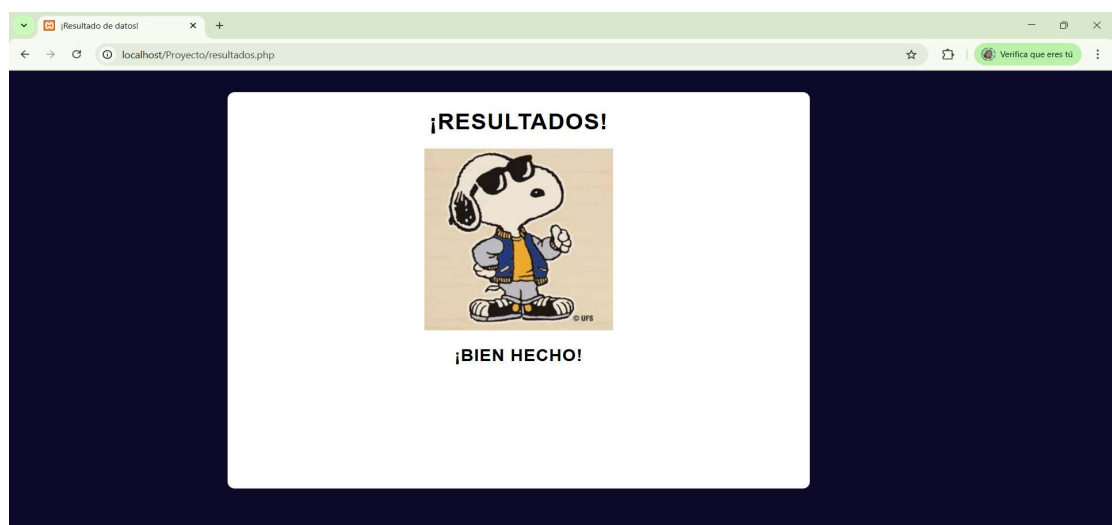 ¡Resultado de datos!
localhost/Proyecto/resultados.php
Verifica que eres tú
¡RESULTADOS!
© UFS
¡BIEN HECHO!